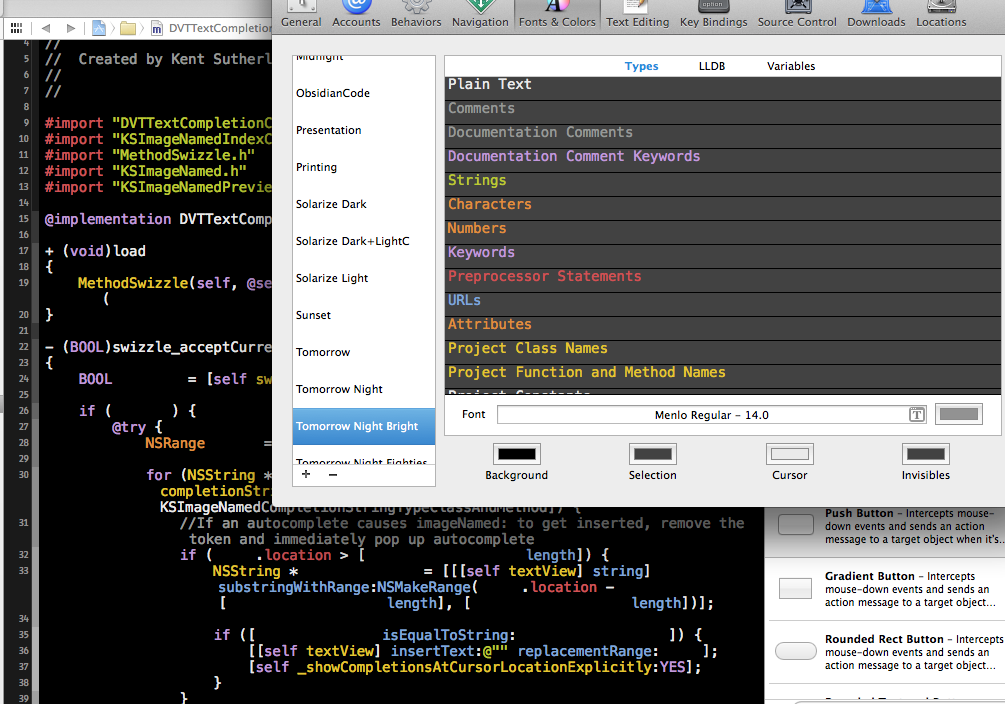 General Accounts Behaviors Navigation Fonts & Colors Text Editing Key Bindings Source Control Downloads Locations
DVTTextCompletion
4 //
5 // Created by Kent Sutherl
6 //
7 //
8
9 #import "DVTTextCompletionC
10 #import "KSImageNamedIndexC
11 #import "MethodSwizzle.h"
12 #import "KSImageNamed.h"
13 #import "KSImageNamedPrevie
14
15 @implementation DVTTextComp
16
17 + (void)load
18 {
19 MethodSwizzle(self, @se
(
20 }
21
22 - (BOOL)swizzle_acceptCurre
23 {
24 BOOL = [self sw
25
26 if ( ) {
27 @try {
28 NSRange =
29
30 for (NSString *
completionStri
KSImageNamedCompletionStringTypeClassAndMethod]) {
31 //If an autocomplete causes imageNamed: to get inserted, remove the
token and immediately pop up autocomplete
32 if ( .location > [ length]) {
33 NSString * = [[[self textView] string]
substringWithRange:NSMakeRange( .location -
[ length], [ length])];
34
35 if ([ isEqualToString: ]) {
36 [[self textView] insertText:@"" replacementRange: ];
37 [self _showCompletionsAtCursorLocationExplicitly:YES];
38 }
39 }
Midnight
ObsidianCode
Presentation
Printing
Solarize Dark
Solarize Dark+LightC
Solarize Light
Sunset
Tomorrow
Tomorrow Night
Tomorrow Night Bright
Tomorrow Night Eighties
+ −
Types LLDB Variables
Plain Text
Comments
Documentation Comments
Documentation Comment Keywords
Strings
Characters
Numbers
Keywords
Preprocessor Statements
URLs
Attributes
Project Class Names
Project Function and Method Names
Project Constants
Font Menlo Regular - 14.0 T
Background Selection Cursor Invisibles
Push Button - Intercepts mouse-
down events and sends an action
message to a target object when it's...
Gradient Button - Intercepts
mouse-down events and sends an
action message to a target object...
Rounded Rect Button - Intercepts
mouse-down events and sends an
action message to a target object...